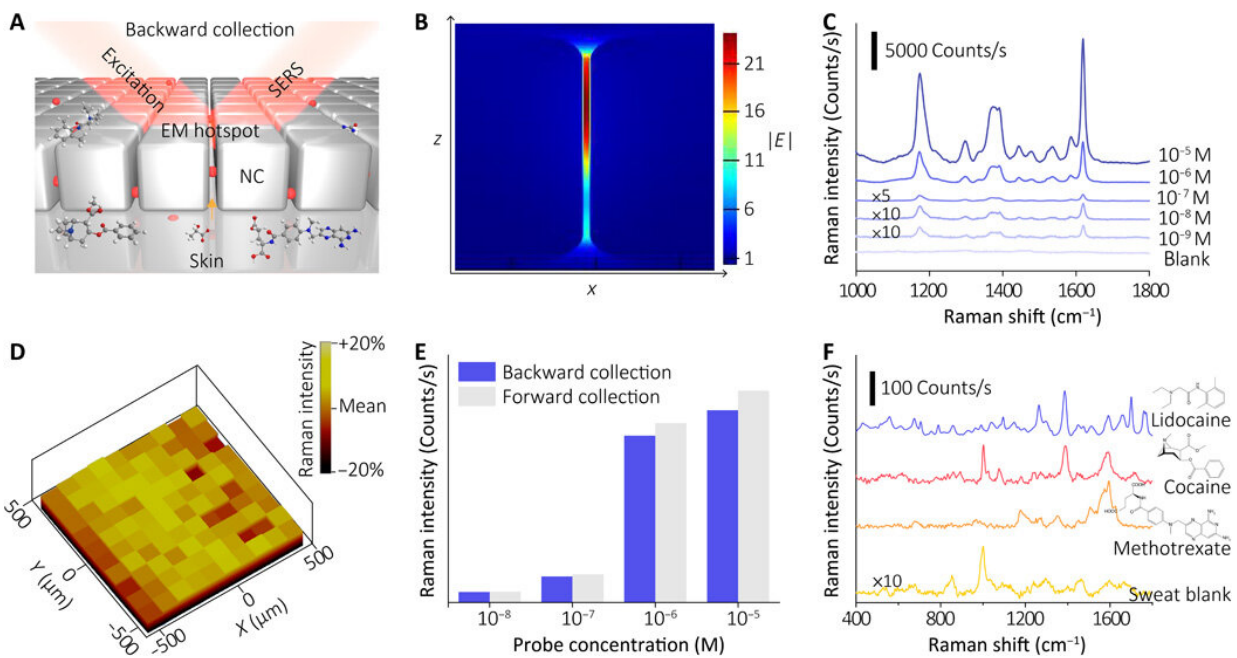 A
Backward collection
Excitation
SERS
EM hotspot
NC
Skin
B
Z
X
21
16
11
6
1
|E|
C
5000 Counts/s
Raman intensity (Counts/s)
10⁻⁵ M
10⁻⁶ M
×5
10⁻⁷ M
×10
10⁻⁸ M
×10
10⁻⁹ M
Blank
1000
1200
1400
1600
1800
Raman shift (cm⁻¹)
D
Raman intensity
+20%
Mean
−20%
500
0
−500
Y (μm)
−500
0
500
X (μm)
E
Backward collection
Forward collection
Raman intensity (Counts/s)
10⁻⁸
10⁻⁷
10⁻⁶
10⁻⁵
Probe concentration (M)
F
100 Counts/s
Raman intensity (Counts/s)
Lidocaine
Cocaine
Methotrexate
×10
Sweat blank
400
800
1200
1600
Raman shift (cm⁻¹)